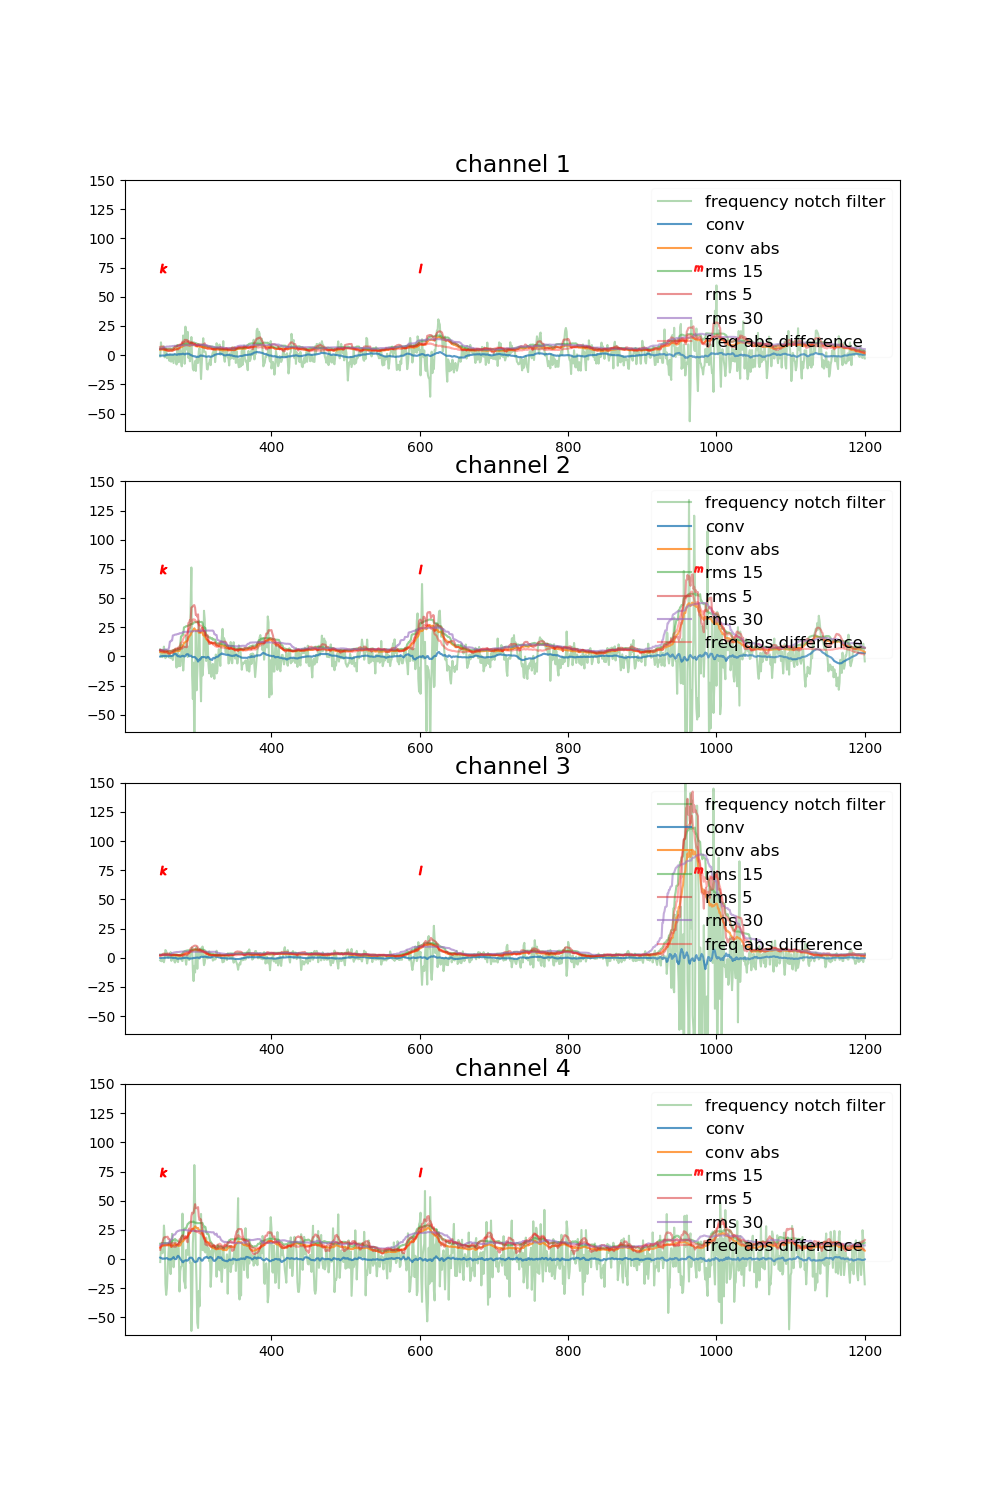 channel 1
150
125
100
75
50
25
0
−25
−50
k
l
m
frequency notch filter
conv
conv abs
rms 15
rms 5
rms 30
freq abs difference
400 600 800 1000 1200
channel 2
150
125
100
75
50
25
0
−25
−50
k
l
m
frequency notch filter
conv
conv abs
rms 15
rms 5
rms 30
freq abs difference
400 600 800 1000 1200
channel 3
150
125
100
75
50
25
0
−25
−50
k
l
m
frequency notch filter
conv
conv abs
rms 15
rms 5
rms 30
freq abs difference
400 600 800 1000 1200
channel 4
150
125
100
75
50
25
0
−25
−50
k
l
m
frequency notch filter
conv
conv abs
rms 15
rms 5
rms 30
freq abs difference
400 600 800 1000 1200